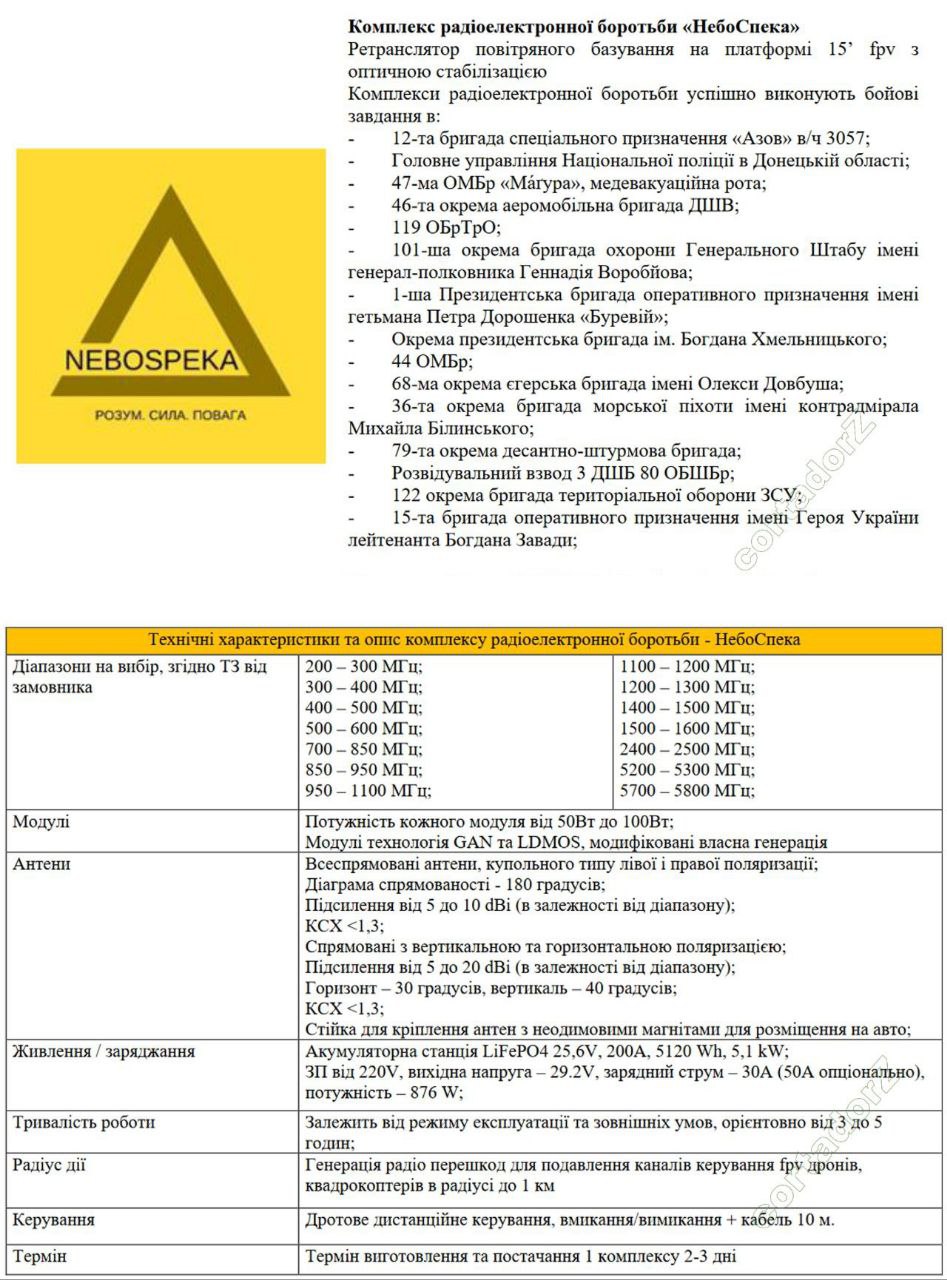 Комплекс радіоелектронної боротьби «НебоСпека»
Ретранслятор повітряного базування на платформі 15’ fpv з
оптичною стабілізацією
Комплекси радіоелектронної боротьби успішно виконують бойові
завдання в:
- 12-та бригада спеціального призначення «Азов» в/ч 3057;
- Головне управління Національної поліції в Донецькій області;
- 47-ма ОМБр «Ма́ґура», медевакуаційна рота;
- 46-та окрема аеромобільна бригада ДШВ;
- 119 ОБрТрО;
- 101-ша окрема бригада охорони Генерального Штабу імені
генерал-полковника Геннадія Воробйова;
- 1-ша Президентська бригада оперативного призначення імені
гетьмана Петра Дорошенка «Буревій»;
- Окрема президентська бригада ім. Богдана Хмельницького;
- 44 ОМБр;
- 68-ма окрема єгерська бригада імені Олекси Довбуша;
- 36-та окрема бригада морської піхоти імені контрадмірала
Михайла Білинського;
- 79-та окрема десантно-штурмова бригада;
- Розвідувальний взвод 3 ДШБ 80 ОБШБр;
- 122 окрема бригада територіальної оборони ЗСУ;
- 15-та бригада оперативного призначення імені Героя України
лейтенанта Богдана Завади;
NEBOSPEKA
РОЗУМ. СИЛА. ПОВАГА
cortadorZ
Технічні характеристики та опис комплексу радіоелектронної боротьби - НебоСпека
Діапазони на вибір, згідно ТЗ від
замовника
200 – 300 МГц;
300 – 400 МГц;
400 – 500 МГц;
500 – 600 МГц;
700 – 850 МГц;
850 – 950 МГц;
950 – 1100 МГц;
1100 – 1200 МГц;
1200 – 1300 МГц;
1400 – 1500 МГц;
1500 – 1600 МГц;
2400 – 2500 МГц;
5200 – 5300 МГц;
5700 – 5800 МГц;
Модулі
Потужність кожного модуля від 50Вт до 100Вт;
Модулі технологія GAN та LDMOS, модифіковані власна генерація
Антени
Всеспрямовані антени, купольного типу лівої і правої поляризації;
Діаграма спрямованості - 180 градусів;
Підсилення від 5 до 10 dBi (в залежності від діапазону);
КСХ <1,3;
Спрямовані з вертикальною та горизонтальною поляризацією;
Підсилення від 5 до 20 dBi (в залежності від діапазону);
Горизонт – 30 градусів, вертикаль – 40 градусів;
КСХ <1,3;
Стійка для кріплення антен з неодимовими магнітами для розміщення на авто;
Живлення / заряджання
Акумуляторна станція LiFePO4 25,6V, 200A, 5120 Wh, 5,1 kW;
ЗП від 220V, вихідна напруга – 29.2V, зарядний струм – 30А (50А опціонально),
потужність – 876 W;
Тривалість роботи
Залежить від режиму експлуатації та зовнішніх умов, орієнтовно від 3 до 5
годин;
Радіус дії
Генерація радіо перешкод для подавлення каналів керування fpv дронів,
квадрокоптерів в радіусі до 1 км
Керування
Дротове дистанційне керування, вмикання/вимикання + кабель 10 м.
Термін
Термін виготовлення та постачання 1 комплексу 2-3 дні
cortadorZ